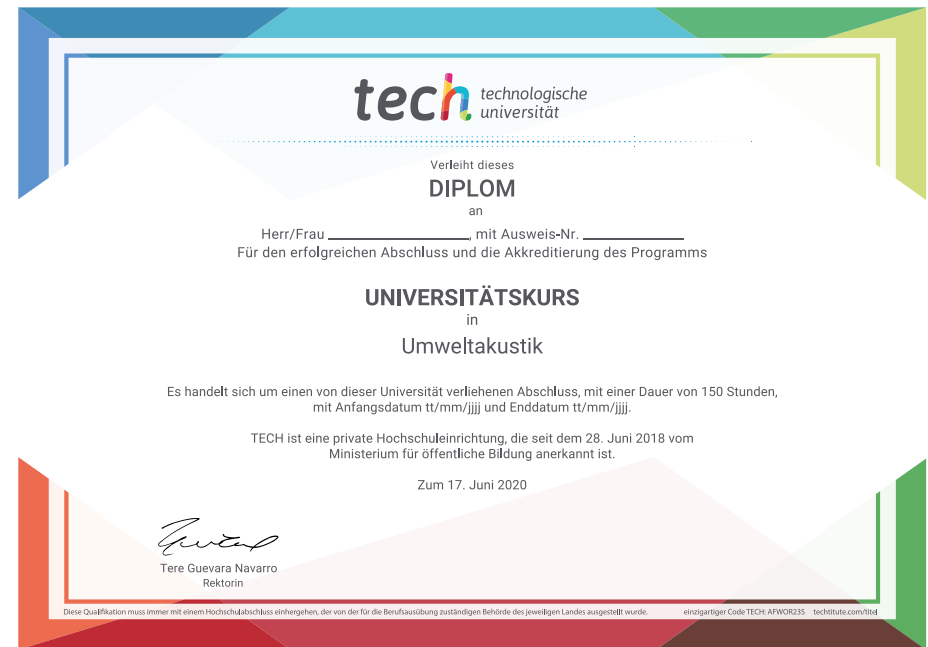 tech technologische
universität
Verleiht dieses
DIPLOM
an
Herr/Frau ____________, mit Ausweis-Nr. ____________
Für den erfolgreichen Abschluss und die Akkreditierung des Programms
UNIVERSITÄTSKURS
in
Umweltakustik
Es handelt sich um einen von dieser Universität verliehenen Abschluss, mit einer Dauer von 150 Stunden,
mit Anfangsdatum tt/mm/jjjj und Enddatum tt/mm/jjjj.
TECH ist eine private Hochschuleinrichtung, die seit dem 28. Juni 2018 vom
Ministerium für öffentliche Bildung anerkannt ist.
Zum 17. Juni 2020
Tere Guevara Navarro
Rektorin
Diese Qualifikation muss immer mit einem Hochschulabschluss einhergehen, der von der für die Berufsausübung zuständigen Behörde des jeweiligen Landes ausgestellt wurde. einzigartiger Code TECH: AFWOR23S techtitute.com/titel